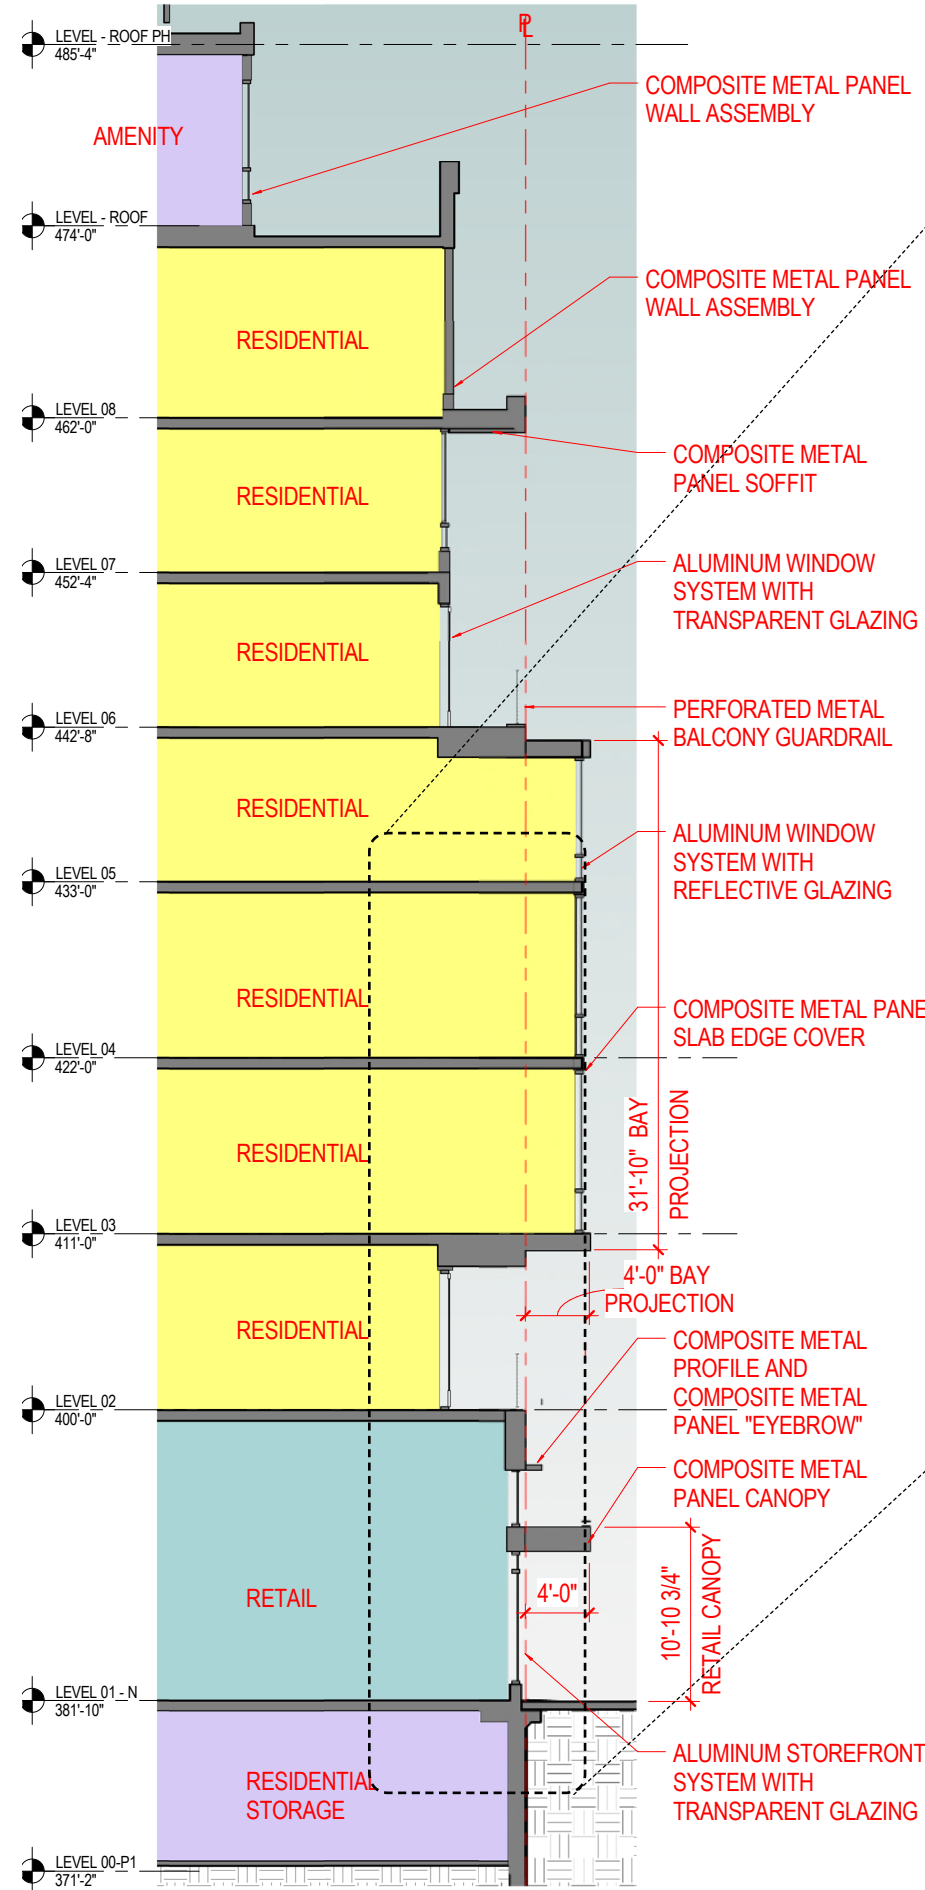 PL
LEVEL - ROOF PH
485'-4"
COMPOSITE METAL PANEL
WALL ASSEMBLY
AMENITY
LEVEL - ROOF
474'-0"
COMPOSITE METAL PANEL
WALL ASSEMBLY
RESIDENTIAL
LEVEL 08
462'-0"
COMPOSITE METAL
PANEL SOFFIT
RESIDENTIAL
LEVEL 07
452'-4"
ALUMINUM WINDOW
SYSTEM WITH
TRANSPARENT GLAZING
RESIDENTIAL
LEVEL 06
442'-8"
PERFORATED METAL
BALCONY GUARDRAIL
RESIDENTIAL
ALUMINUM WINDOW
SYSTEM WITH
REFLECTIVE GLAZING
LEVEL 05
433'-0"
RESIDENTIAL
COMPOSITE METAL PANE
SLAB EDGE COVER
LEVEL 04
422'-0"
31'-10" BAY
PROJECTION
RESIDENTIAL
LEVEL 03
411'-0"
4'-0" BAY
PROJECTION
RESIDENTIAL
COMPOSITE METAL
PROFILE AND
COMPOSITE METAL
PANEL "EYEBROW"
LEVEL 02
400'-0"
COMPOSITE METAL
PANEL CANOPY
RETAIL
4'-0"
10'-10 3/4"
RETAIL CANOPY
LEVEL 01 - N
381'-10"
ALUMINUM STOREFRONT
SYSTEM WITH
TRANSPARENT GLAZING
RESIDENTIAL
STORAGE
LEVEL 00-P1
371'-2"